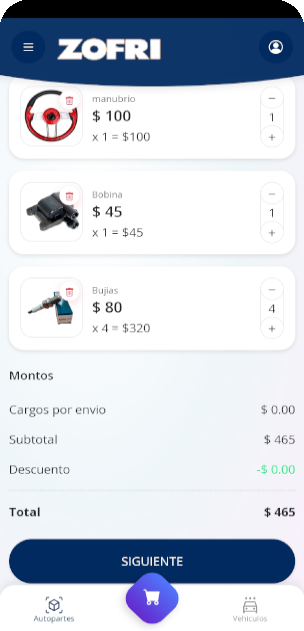 ZOFRI
manubrio
$ 100
x 1 = $100
−
1
+
Bobina
$ 45
x 1 = $45
−
1
+
Bujias
$ 80
x 4 = $320
−
4
+
Montos
Cargos por envio $ 0.00
Subtotal $ 465
Descuento -$ 0.00
Total $ 465
SIGUIENTE
Autopartes Vehiculos